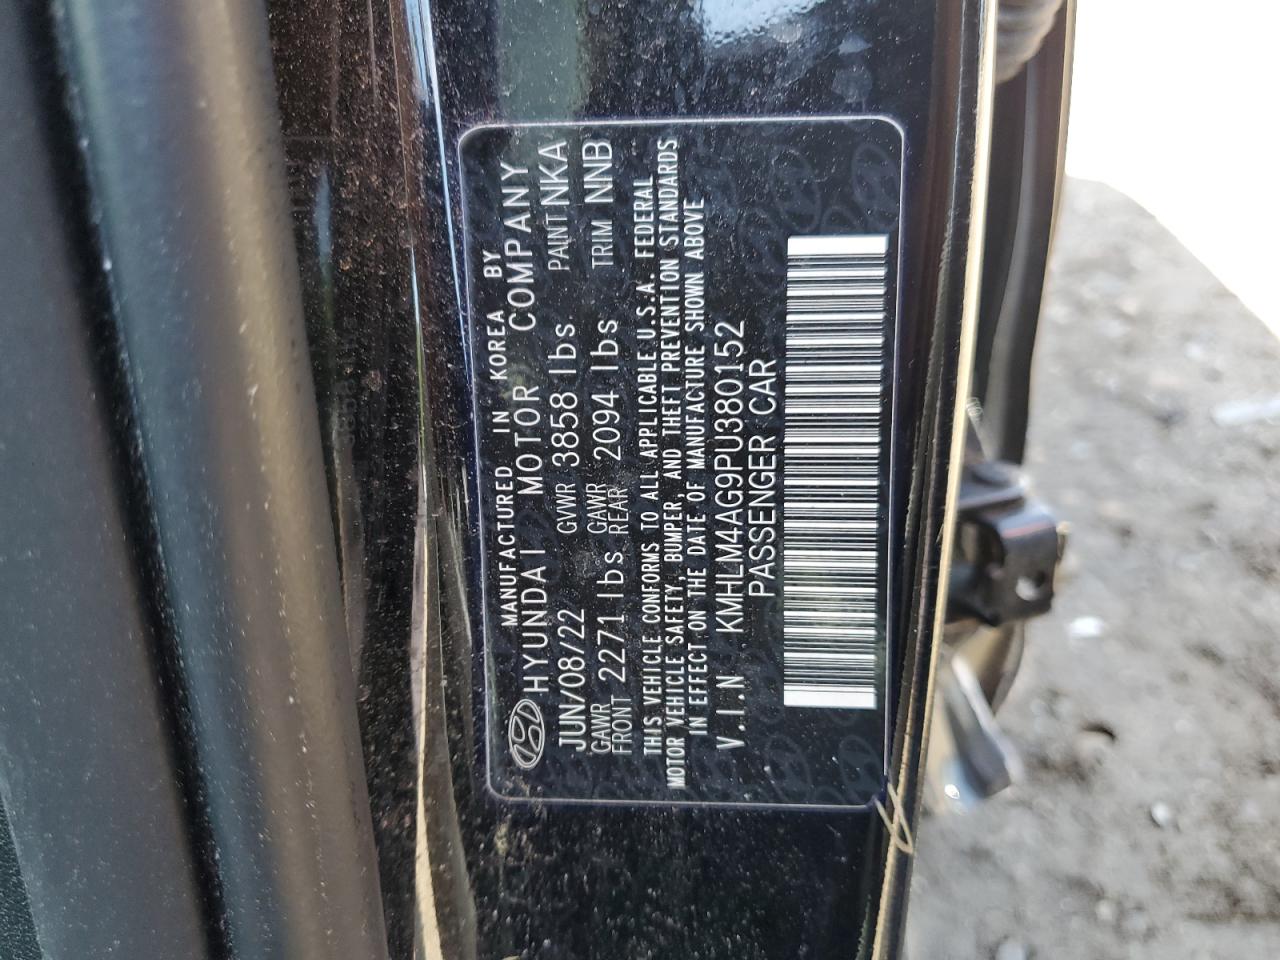 MANUFACTURED IN KOREA BY
HYUNDAI MOTOR COMPANY
JUN/08/22 GVWR 3858 lbs. PAINT NKA
GAWR FRONT 2271 lbs GAWR REAR 2094 lbs TRIM NNB
THIS VEHICLE CONFORMS TO ALL APPLICABLE U.S.A. FEDERAL
MOTOR VEHICLE SAFETY, BUMPER, AND THEFT PREVENTION STANDARDS
IN EFFECT ON THE DATE OF MANUFACTURE SHOWN ABOVE
V.I.N KMHLM4AG9PU380152
PASSENGER CAR